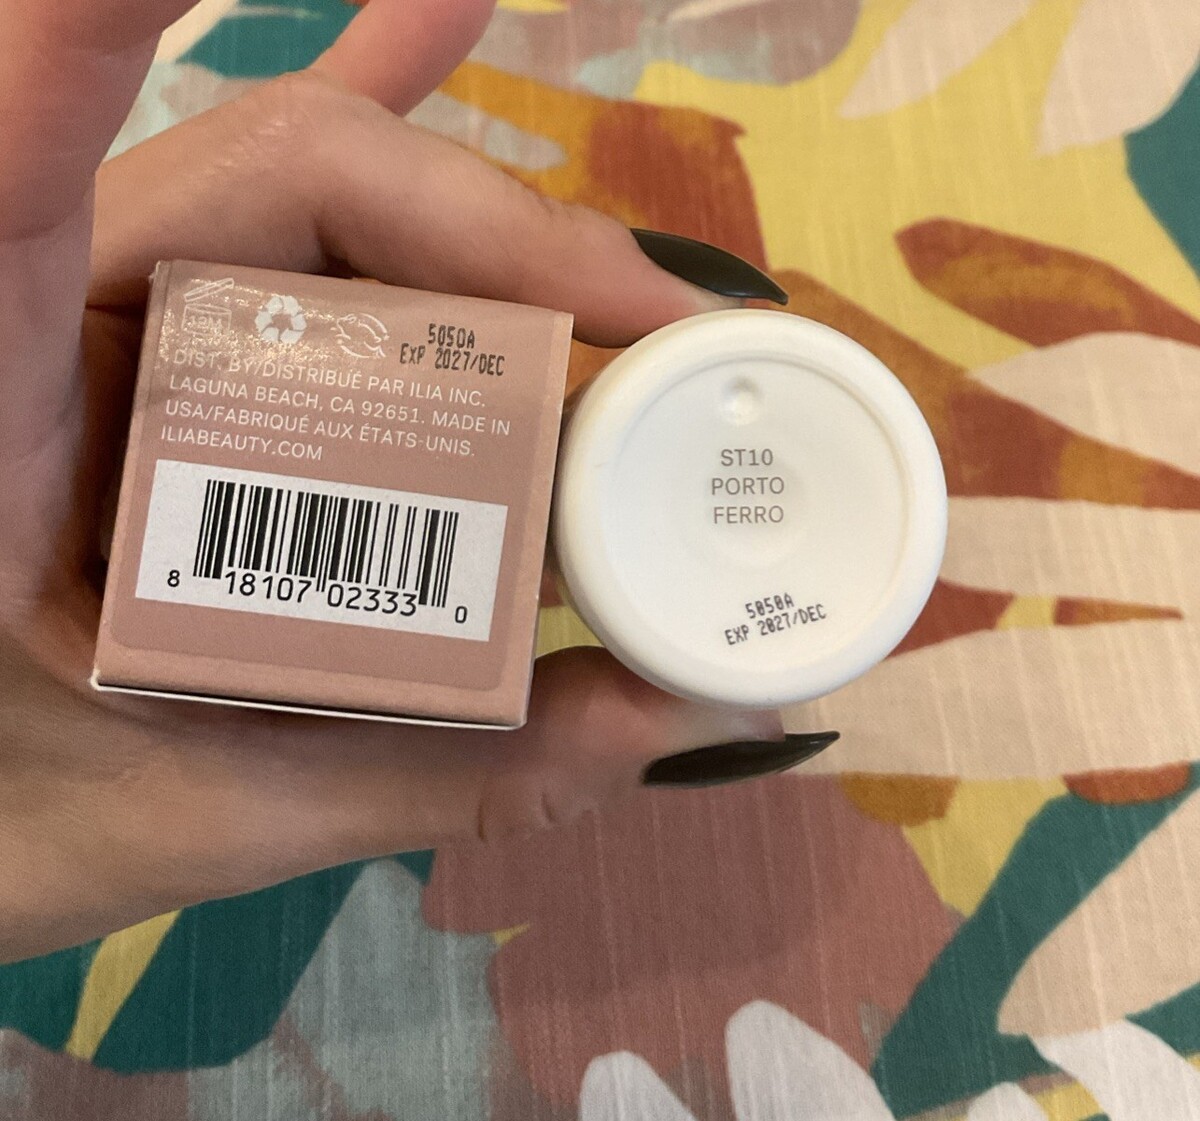 12M
5050A
EXP 2027/DEC
DIST. BY/DISTRIBUÉ PAR ILIA INC.
LAGUNA BEACH, CA 92651. MADE IN
USA/FABRIQUÉ AUX ÉTATS-UNIS.
ILIABEAUTY.COM
8 18107 02333 0
ST10
PORTO
FERRO
5050A
EXP 2027/DEC